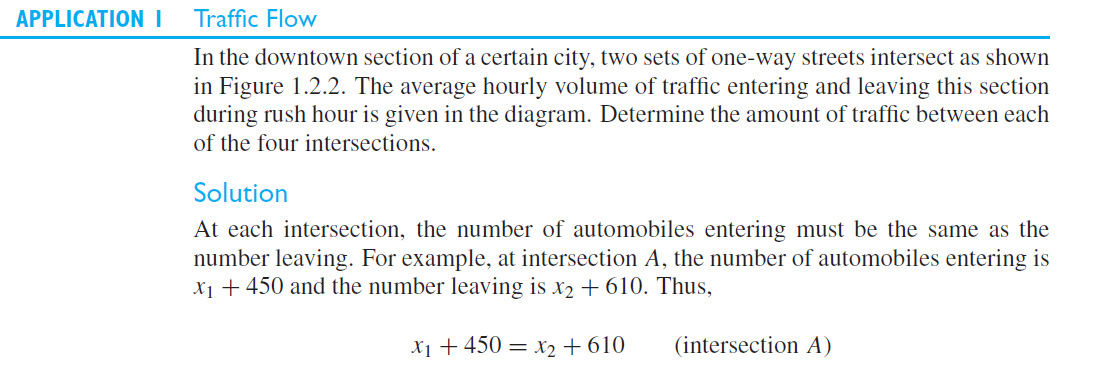 APPLICATION I Traffic Flow
In the downtown section of a certain city, two sets of one-way streets intersect as shown
in Figure 1.2.2. The average hourly volume of traffic entering and leaving this section
during rush hour is given in the diagram. Determine the amount of traffic between each
of the four intersections.
Solution
At each intersection, the number of automobiles entering must be the same as the
number leaving. For example, at intersection A, the number of automobiles entering is
x₁ + 450 and the number leaving is x₂ + 610. Thus,
x₁ + 450 = x₂ + 610 (intersection A)